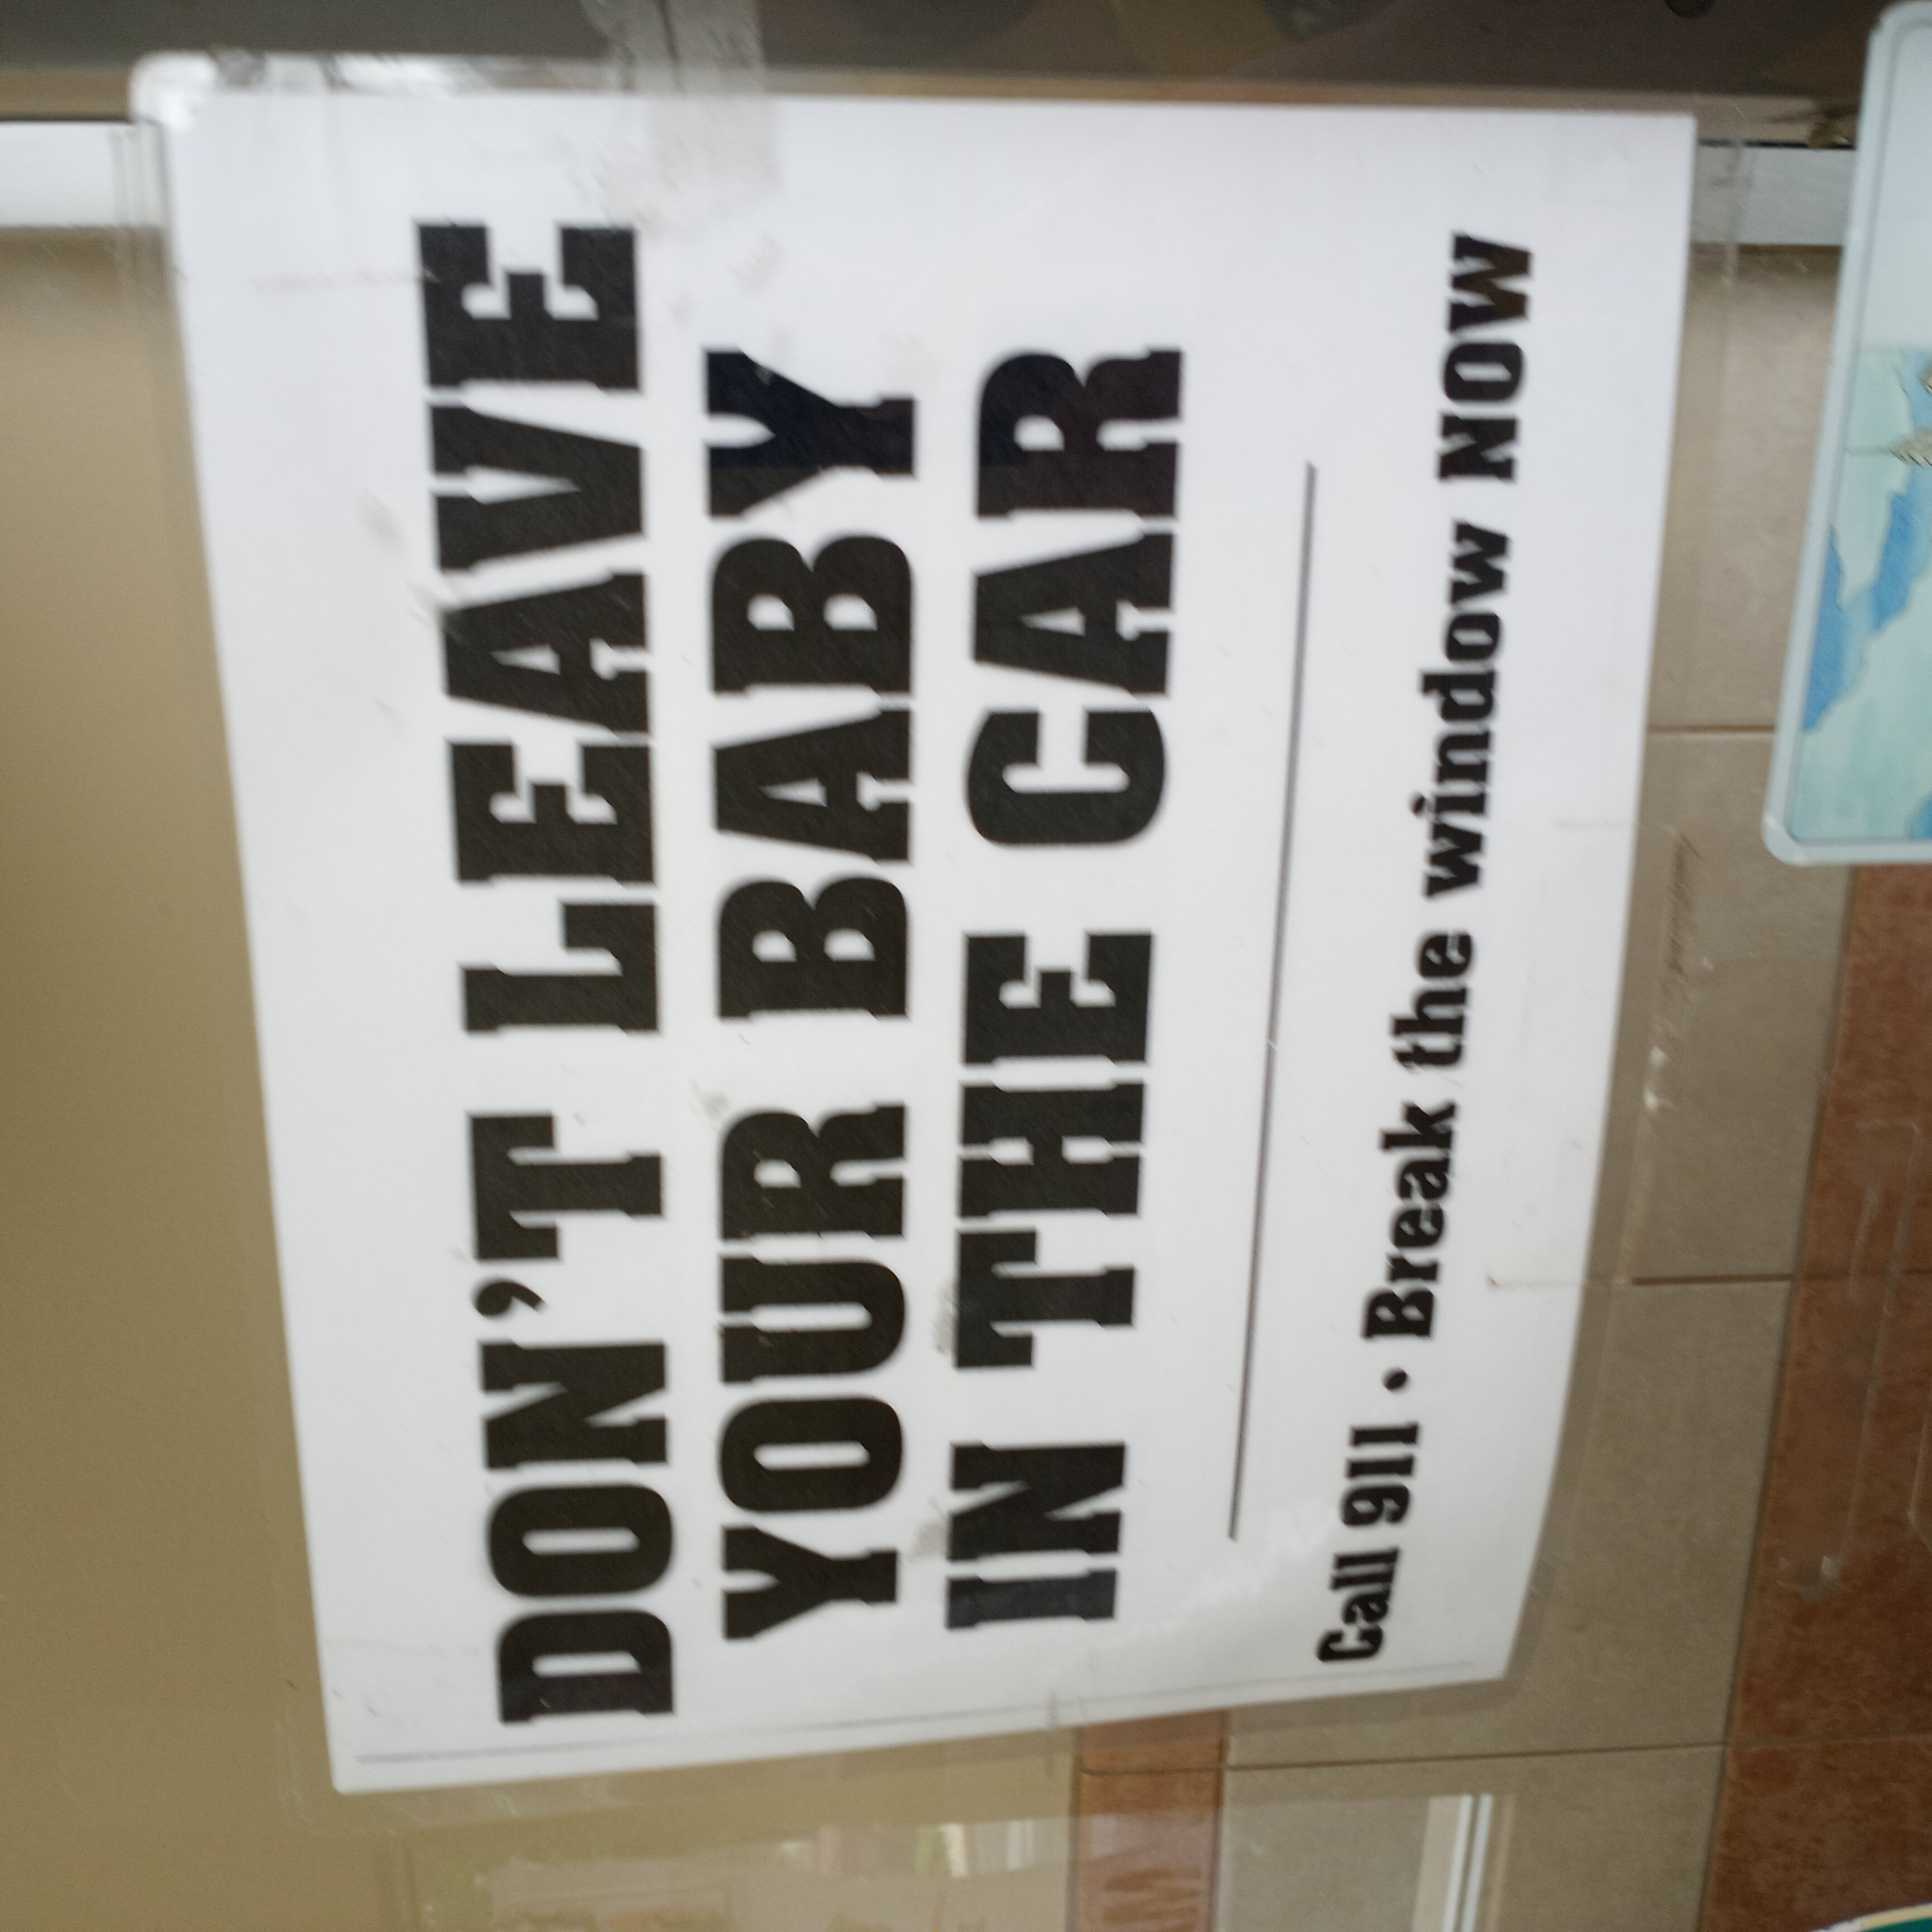 DON'T LEAVE
YOUR BABY
IN THE CAR
Call 911 • Break the window NOW